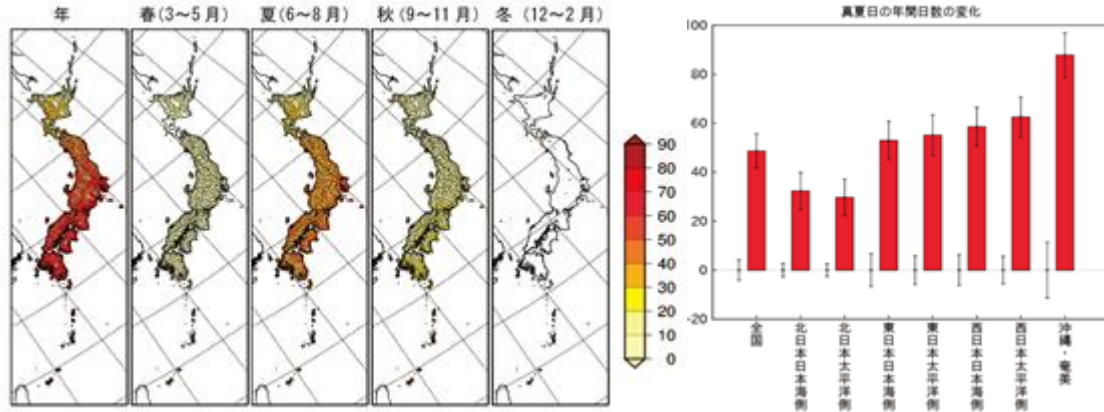 年
春(3~5月)
夏(6~8月)
秋(9~11月)
冬 (12~2月)
90
80
70
60
50
40
30
20
10
0
真夏日の年間日数の変化
100
80
60
40
20
0
-20
全国
北日本日本海側
北日本太平洋側
東日本日本海側
東日本太平洋側
西日本日本海側
西日本太平洋側
沖縄・奄美